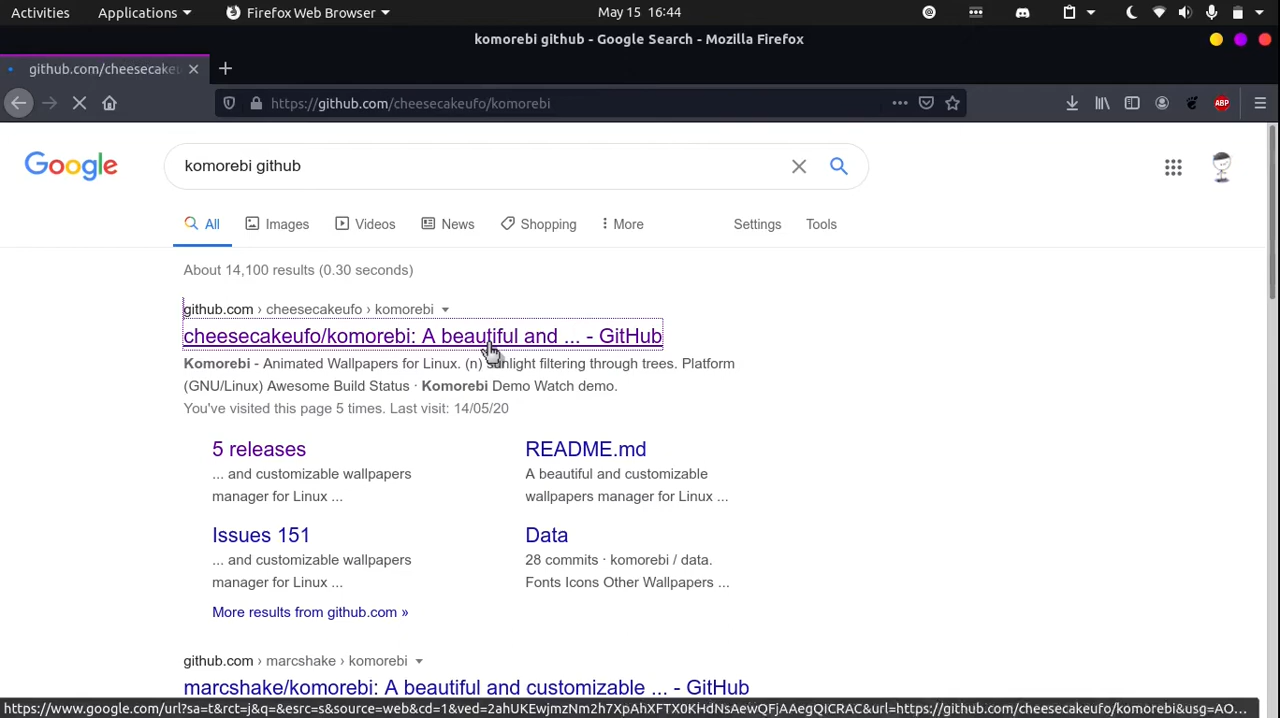 Activities Applications Firefox Web Browser May 15 16:44
komorebi github - Google Search - Mozilla Firefox
github.com/cheesecakeu
https://github.com/cheesecakeufo/komorebi
ABP
Google komorebi github
All Images Videos News Shopping More Settings Tools
About 14,100 results (0.30 seconds)
github.com › cheesecakeufo › komorebi
cheesecakeufo/komorebi: A beautiful and ... - GitHub
Komorebi - Animated Wallpapers for Linux. (n) sunlight filtering through trees. Platform
(GNU/Linux) Awesome Build Status · Komorebi Demo Watch demo.
You've visited this page 5 times. Last visit: 14/05/20
5 releases
... and customizable wallpapers
manager for Linux ...
README.md
A beautiful and customizable
wallpapers manager for Linux ...
Issues 151
... and customizable wallpapers
manager for Linux ...
Data
28 commits · komorebi / data.
Fonts Icons Other Wallpapers ...
More results from github.com »
github.com › marcshake › komorebi
marcshake/komorebi: A beautiful and customizable ... - GitHub
https://www.google.com/url?sa=t&rct=j&q=&esrc=s&source=web&cd=1&ved=2ahUKEwjmzNm2h7XpAhXFTX0KHdNsAewQFjAAegQICRAC&url=https://github.com/cheesecakeufo/komorebi&usg=AO...